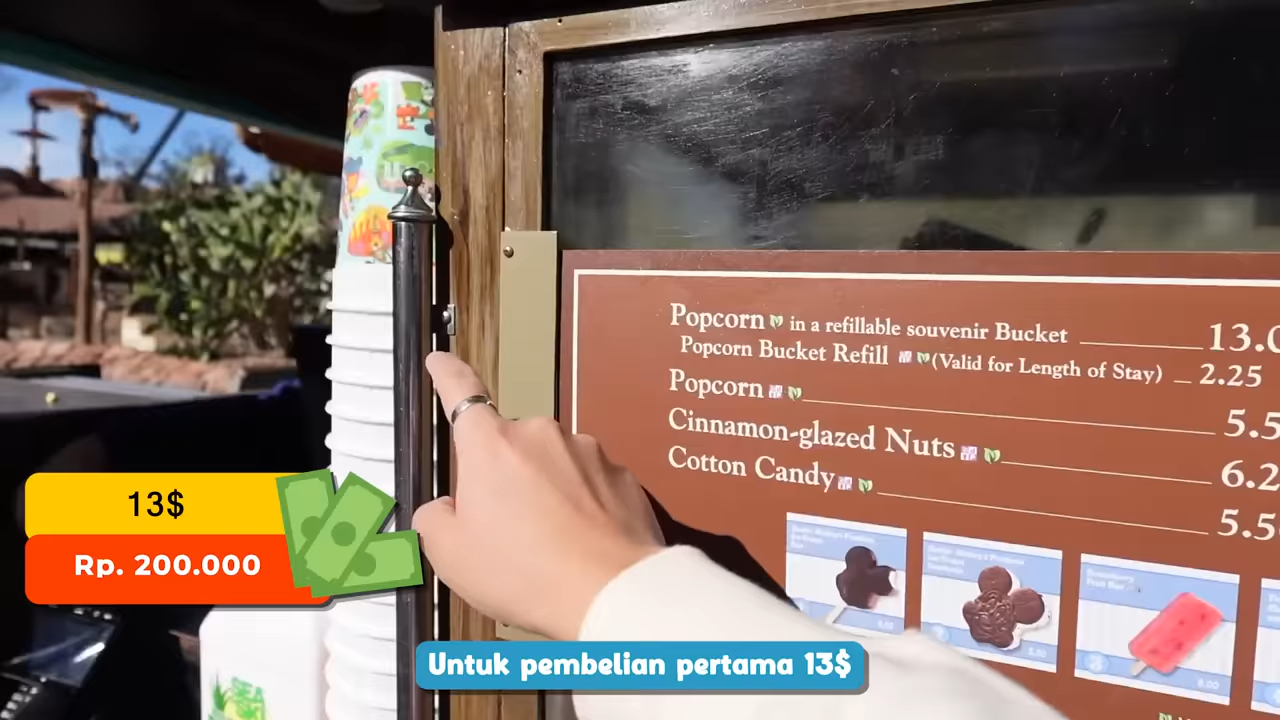 Popcorn in a refillable souvenir Bucket 13.0
Popcorn Bucket Refill (Valid for Length of Stay) 2.25
Popcorn 5.5
Cinnamon-glazed Nuts 6.2
Cotton Candy 5.5
13$
Rp. 200.000
Untuk pembelian pertama 13$
SEA